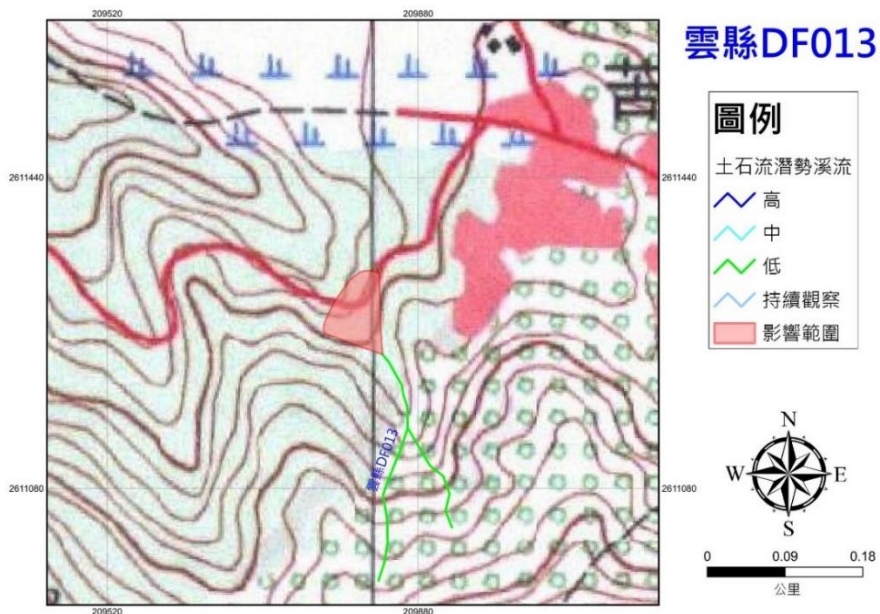 209520
209880
雲縣DF013
2611440
2611440
2611080
2611080
雲縣DF013
209520
209880
圖例
土石流潛勢溪流
高
中
低
持續觀察
影響範圍
N
W
E
S
0
0.09
0.18
公里